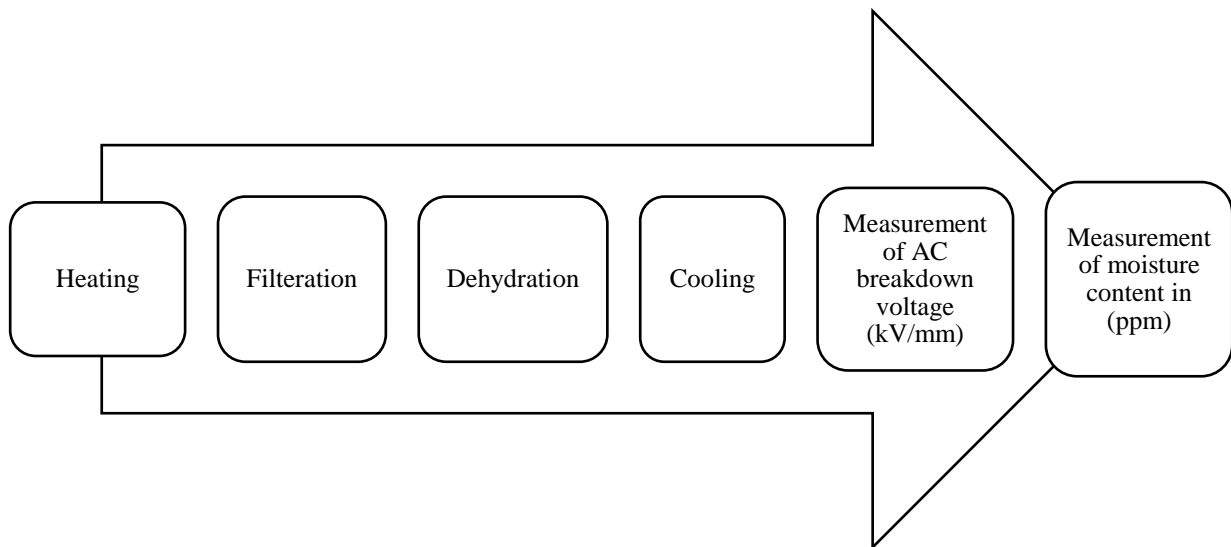 Heating
Filteration
Dehydration
Cooling
Measurement
of AC
breakdown
voltage
(kV/mm)
Measurement
of moisture
content in
(ppm)